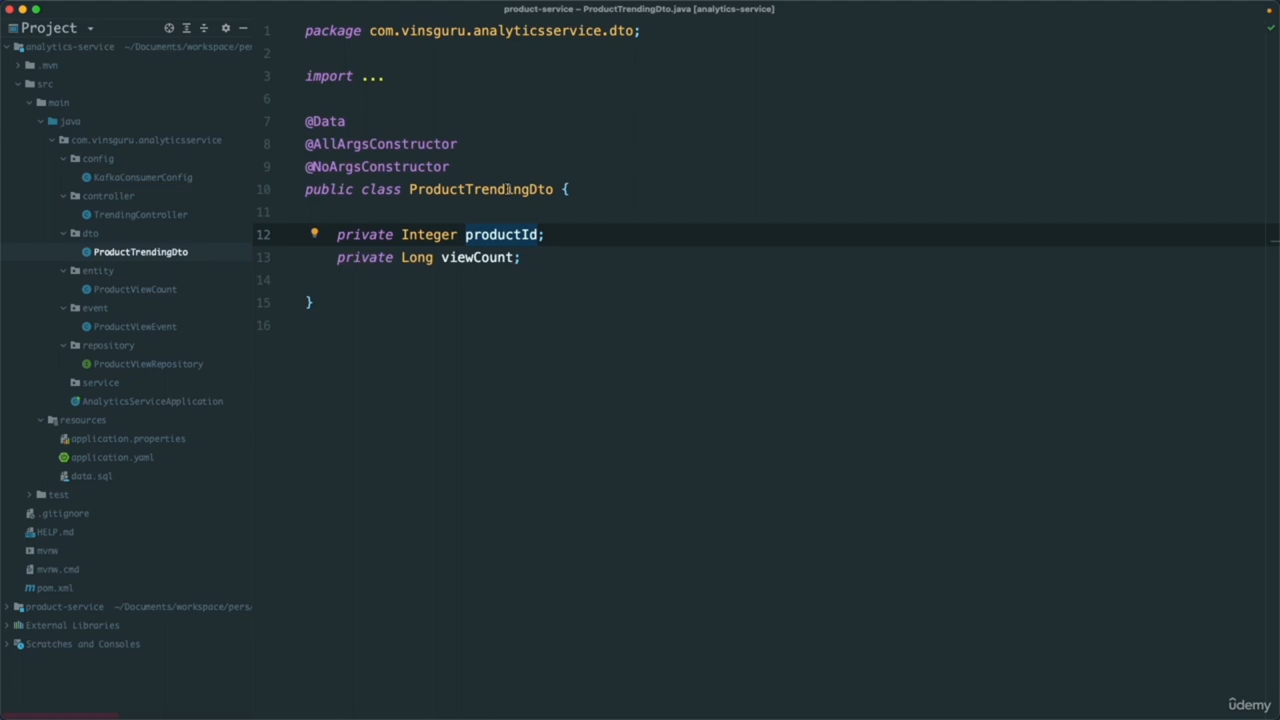 product-service – ProductTrendingDto.java [analytics-service]
Project
analytics-service ~/Documents/workspace/per
.mvn
src
main
java
com.vinsguru.analyticsservice
config
KafkaConsumerConfig
controller
TrendingController
dto
ProductTrendingDto
entity
ProductViewCount
event
ProductViewEvent
repository
ProductViewRepository
service
AnalyticsServiceApplication
resources
application.properties
application.yaml
data.sql
test
.gitignore
HELP.md
mvnw
mvnw.cmd
pom.xml
product-service ~/Documents/workspace/pers
External Libraries
Scratches and Consoles
1 package com.vinsguru.analyticsservice.dto;
2
3 import ...
6
7 @Data
8 @AllArgsConstructor
9 @NoArgsConstructor
10 public class ProductTrendingDto {
11
12 private Integer productId;
13 private Long viewCount;
14
15 }
16
udemy